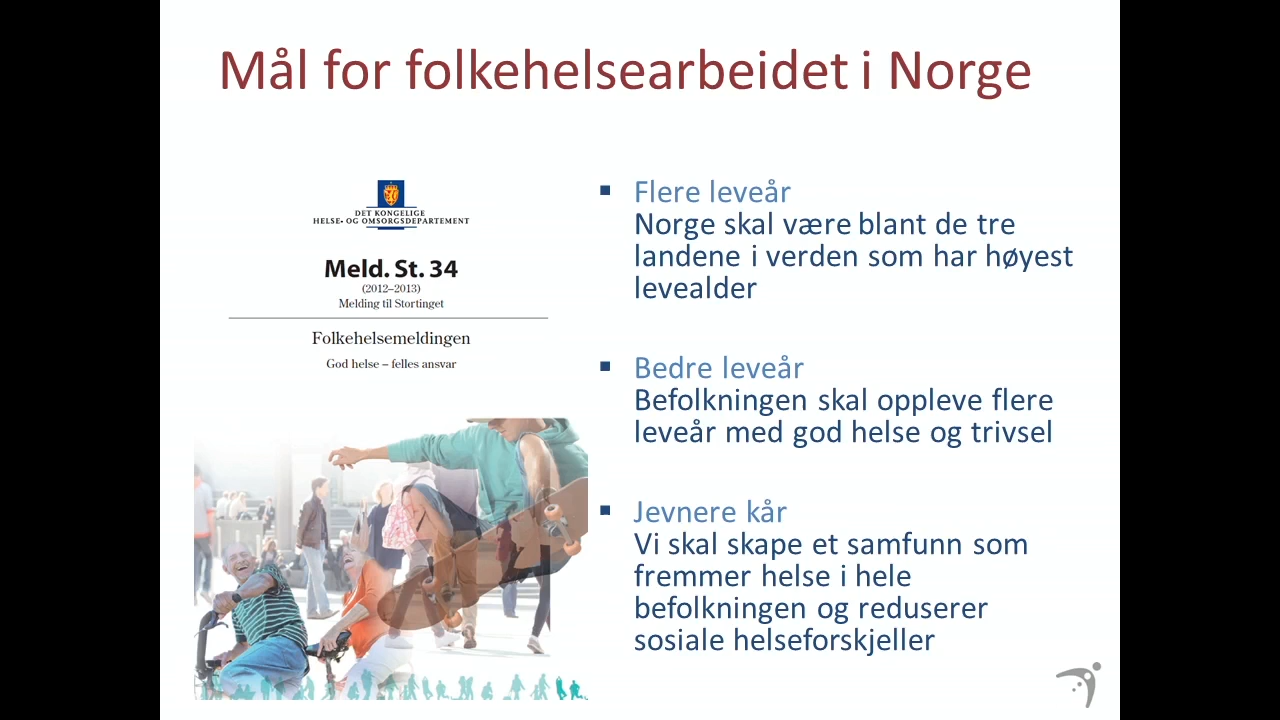 Mål for folkehelsearbeidet i Norge
DET KONGELIGE
HELSE- OG OMSORGSDEPARTEMENT
Meld. St. 34
(2012–2013)
Melding til Stortinget
Folkehelsemeldingen
God helse – felles ansvar
▪ Flere leveår
Norge skal være blant de tre
landene i verden som har høyest
levealder
▪ Bedre leveår
Befolkningen skal oppleve flere
leveår med god helse og trivsel
▪ Jevnere kår
Vi skal skape et samfunn som
fremmer helse i hele
befolkningen og reduserer
sosiale helseforskjeller